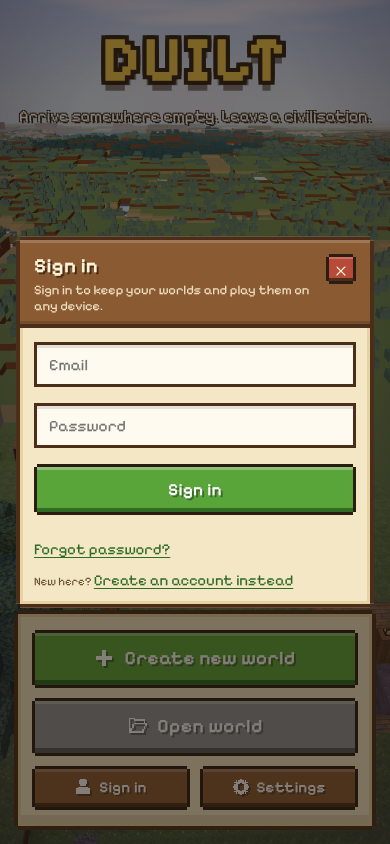 DUILT
Arrive somewhere empty. Leave a civilisation.
Sign in
Sign in to keep your worlds and play them on
any device.
Email
Password
Sign in
Forgot password?
New here? Create an account instead
Create new world
Open world
Sign in
Settings